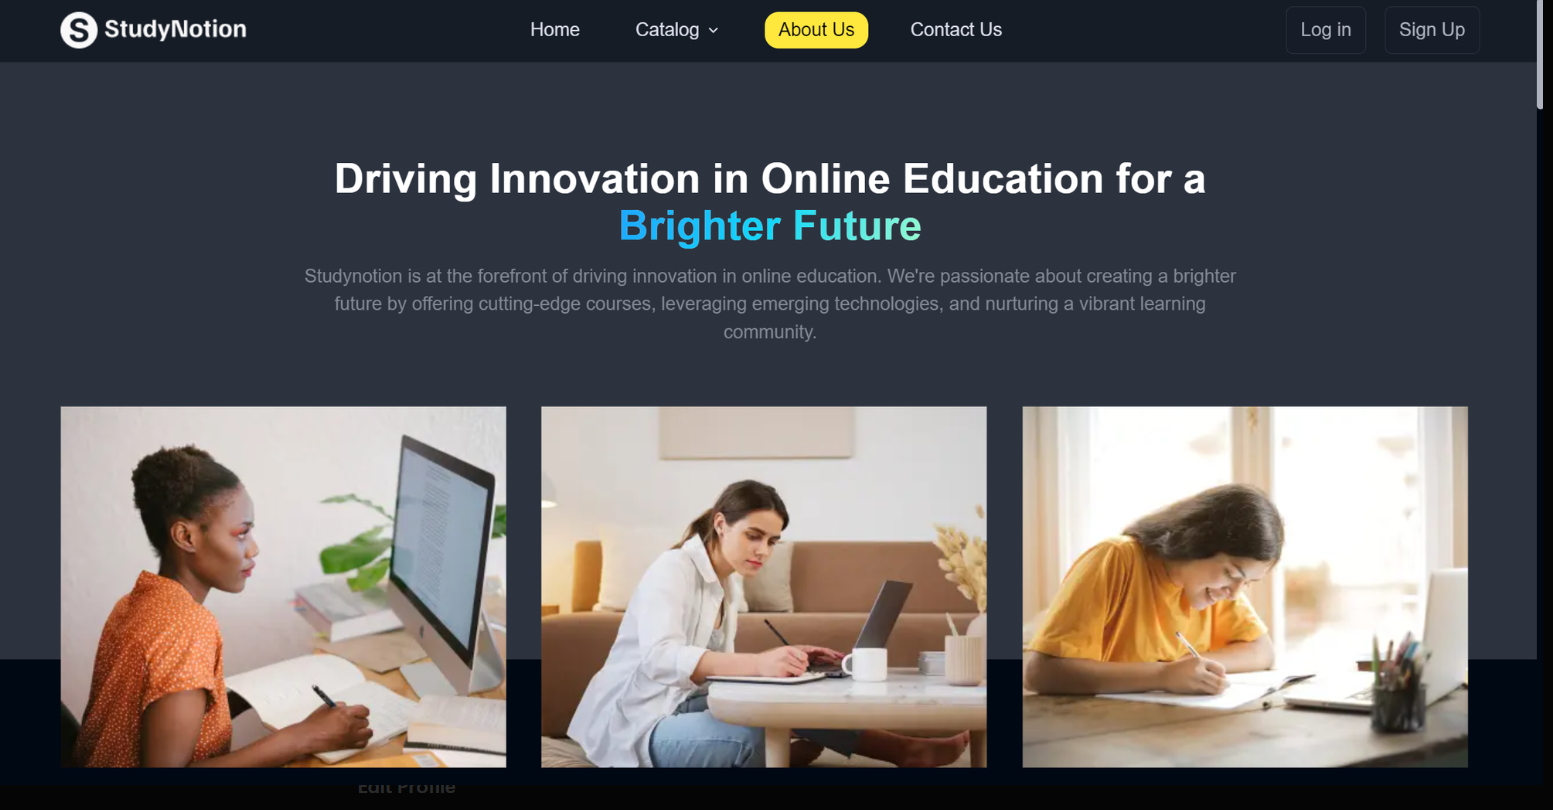 StudyNotion
Home
Catalog
About Us
Contact Us
Log in
Sign Up
Driving Innovation in Online Education for a
Brighter Future
Studynotion is at the forefront of driving innovation in online education. We're passionate about creating a brighter
future by offering cutting-edge courses, leveraging emerging technologies, and nurturing a vibrant learning
community.
Edit Profile